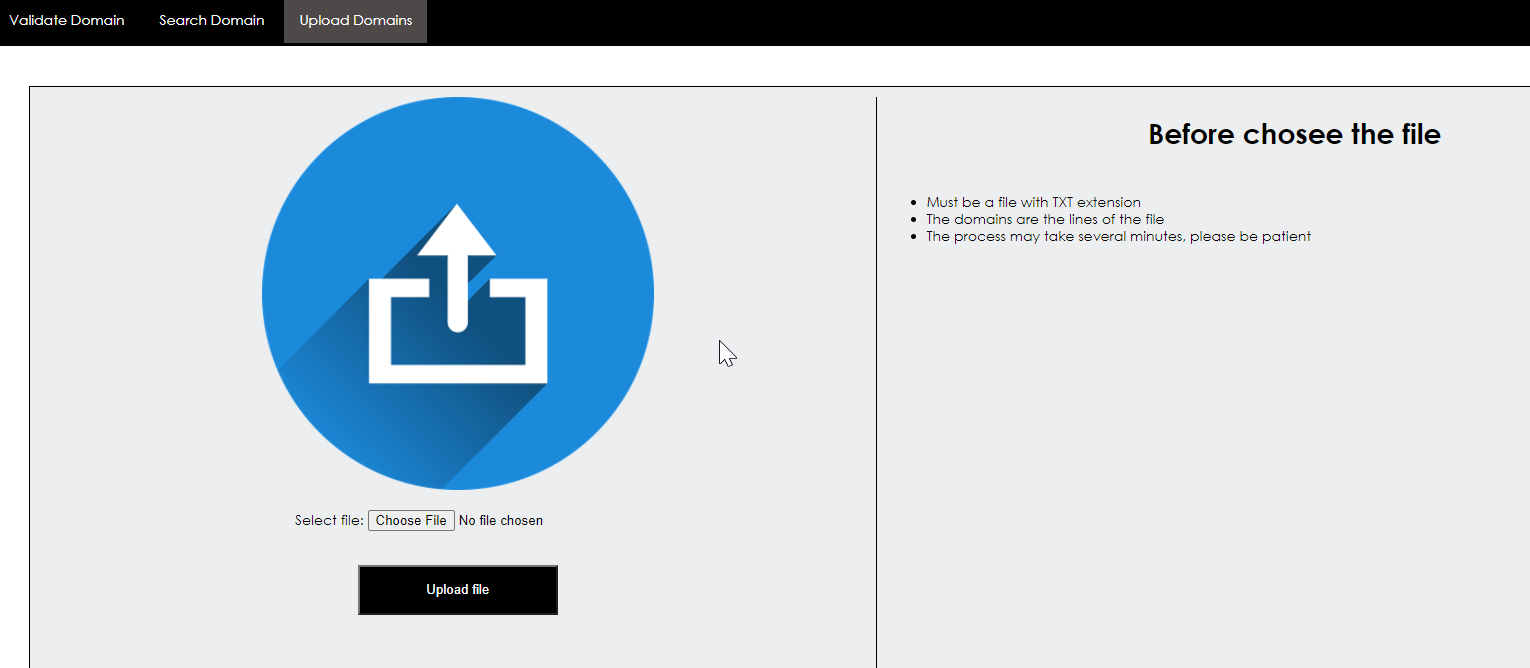 Validate Domain Search Domain Upload Domains
Before chosee the file
Must be a file with TXT extension
The domains are the lines of the file
The process may take several minutes, please be patient
Select file: Choose File No file chosen
Upload file